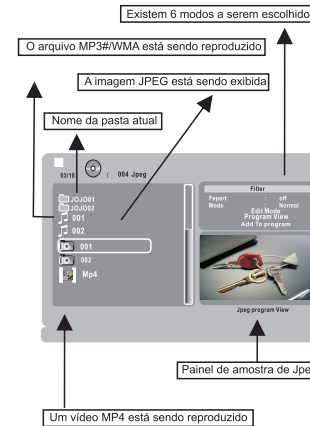 Existem 6 modos a serem escolhido
O arquivo MP3#/WMA está sendo reproduzido
A imagem JPEG está sendo exibida
Nome da pasta atual
03/18 / 004 Jpeg
JOJO01
JOJO02
001
002
001
002
Mp4
Filter
Repert : off
Mode : Normal
Edit Mode
Program View
Add To program
Jpeg program View
Painel de amostra de Jpe
Um vídeo MP4 está sendo reproduzido